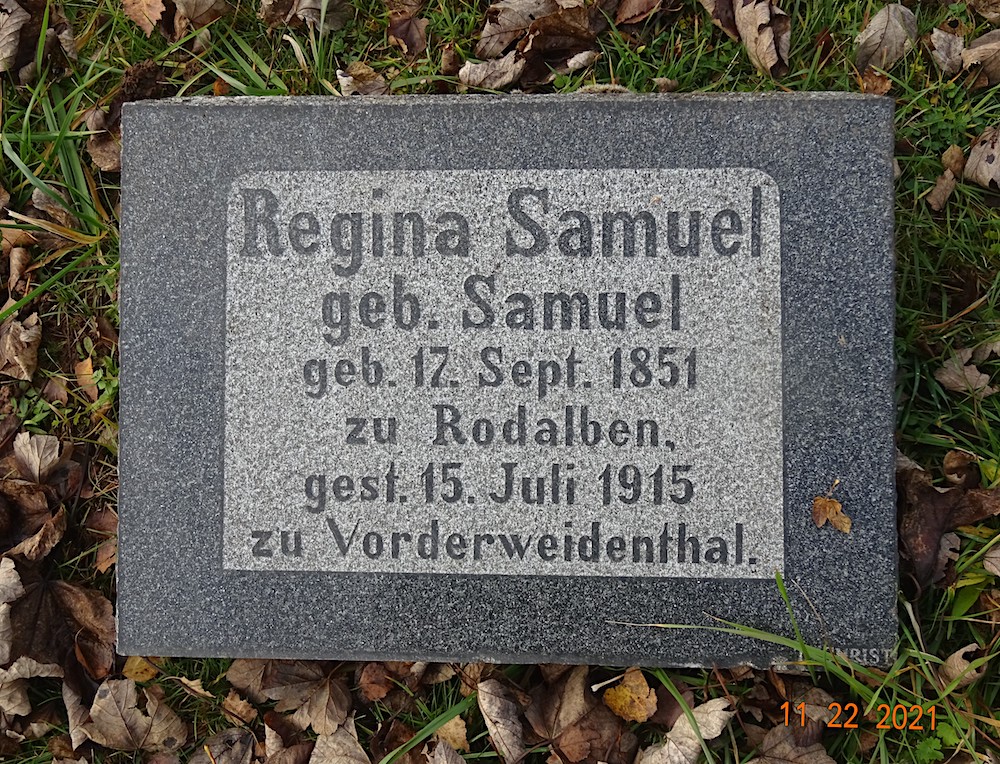 Regina Samuel
geb. Samuel
geb. 17. Sept. 1851
zu Rodalben,
gest. 15. Juli 1915
zu Vorderweidenthal.
11 22 2021